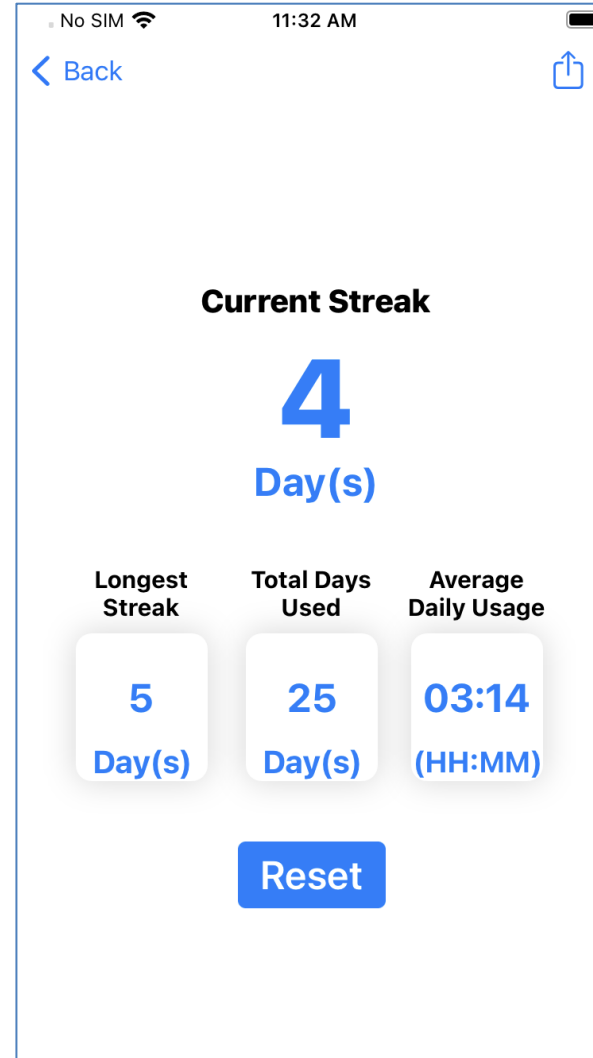 No SIM 11:32 AM
Back
Current Streak
4
Day(s)
Longest Streak
5
Day(s)
Total Days Used
25
Day(s)
Average Daily Usage
03:14
(HH:MM)
Reset